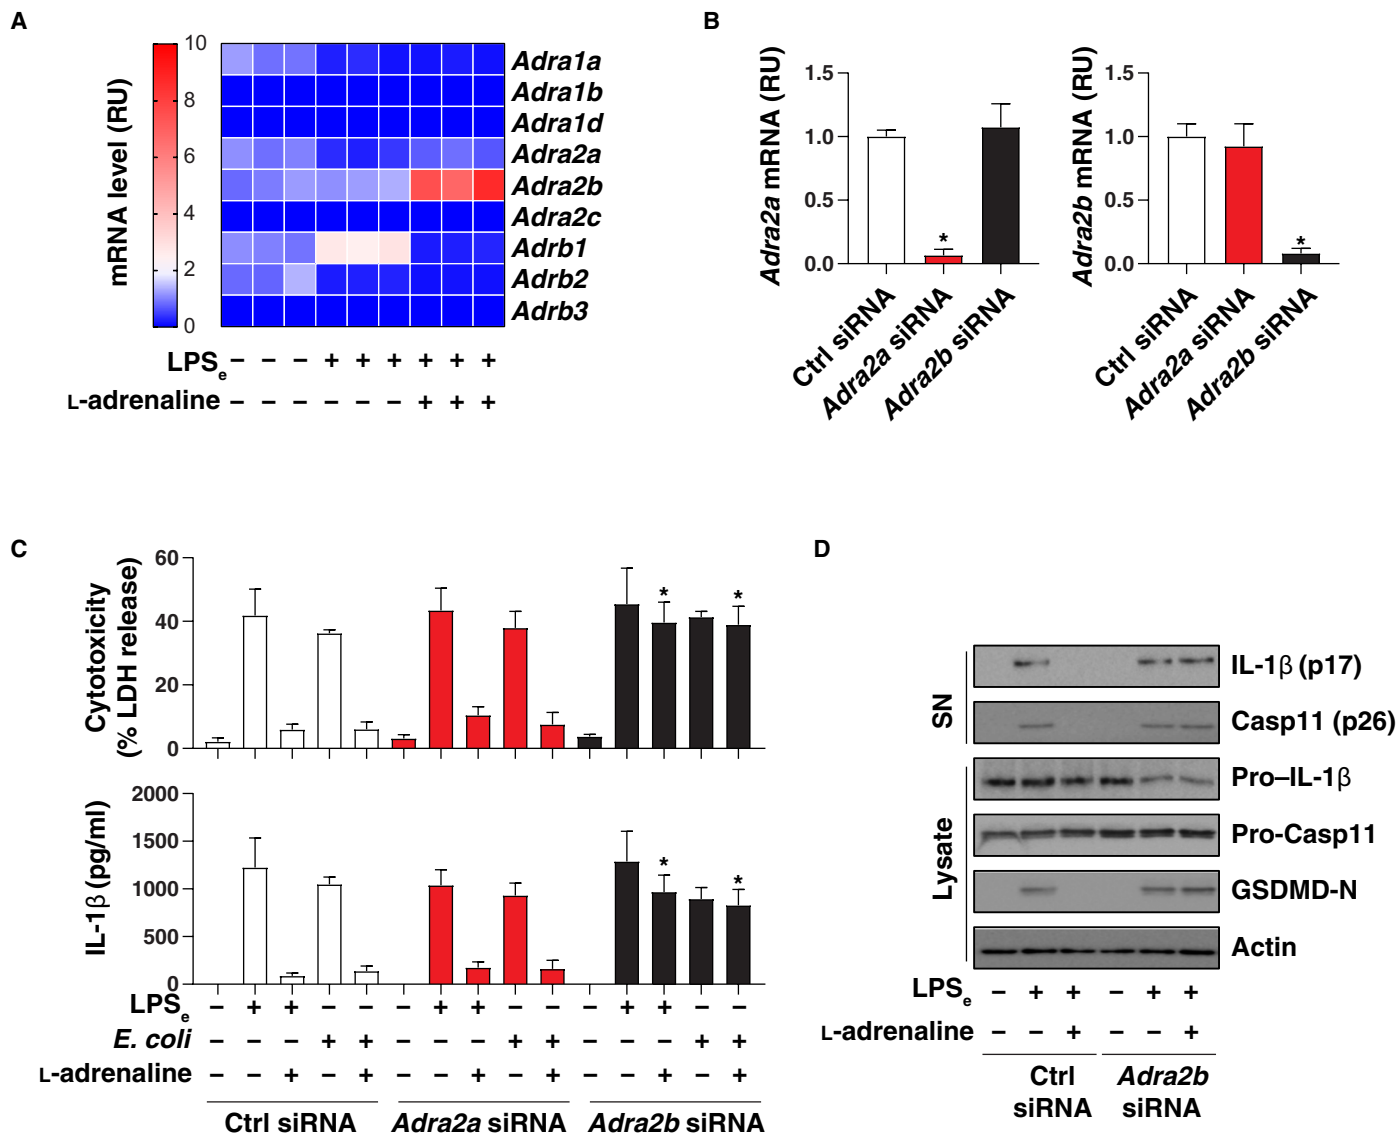 A
10
8
6
4
2
0
mRNA level (RU)
Adra1a
Adra1b
Adra1d
Adra2a
Adra2b
Adra2c
Adrb1
Adrb2
Adrb3
LPSe − − − + + + + + +
L-adrenaline − − − − − − + + +
B
Adra2a mRNA (RU)
1.5
1.0
0.5
0.0
*
Ctrl siRNA
Adra2a siRNA
Adra2b siRNA
Adra2b mRNA (RU)
1.5
1.0
0.5
0.0
*
Ctrl siRNA
Adra2a siRNA
Adra2b siRNA
C
Cytotoxicity
(% LDH release)
60
40
20
0
* *
IL-1β (pg/ml)
2000
1500
1000
500
0
* *
LPSe − + + − − − + + − − − + + − −
E. coli − − − + + − − − + + − − − + +
L-adrenaline − − + − + − − + − + − − + − +
Ctrl siRNA Adra2a siRNA Adra2b siRNA
D
SN
IL-1β (p17)
Casp11 (p26)
Lysate
Pro–IL-1β
Pro-Casp11
GSDMD-N
Actin
LPSe − + + − + +
L-adrenaline − − + − − +
Ctrl
siRNA
Adra2b
siRNA